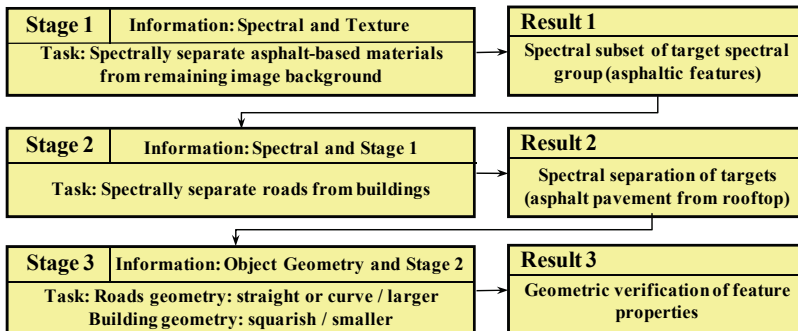 Stage 1
Information: Spectral and Texture
Task: Spectrally separate asphalt-based materials
from remaining image background
Result 1
Spectral subset of target spectral
group (asphaltic features)
Stage 2
Information: Spectral and Stage 1
Task: Spectrally separate roads from buildings
Result 2
Spectral separation of targets
(asphalt pavement from rooftop)
Stage 3
Information: Object Geometry and Stage 2
Task: Roads geometry: straight or curve / larger
Building geometry: squarish / smaller
Result 3
Geometric verification of feature
properties